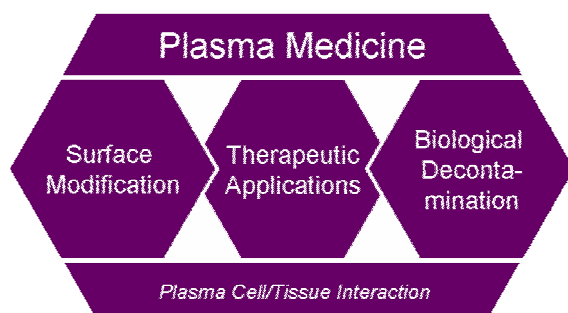 Plasma Medicine
Surface
Modification
Therapeutic
Applications
Biological
Deconta-
mination
Plasma Cell/Tissue Interaction